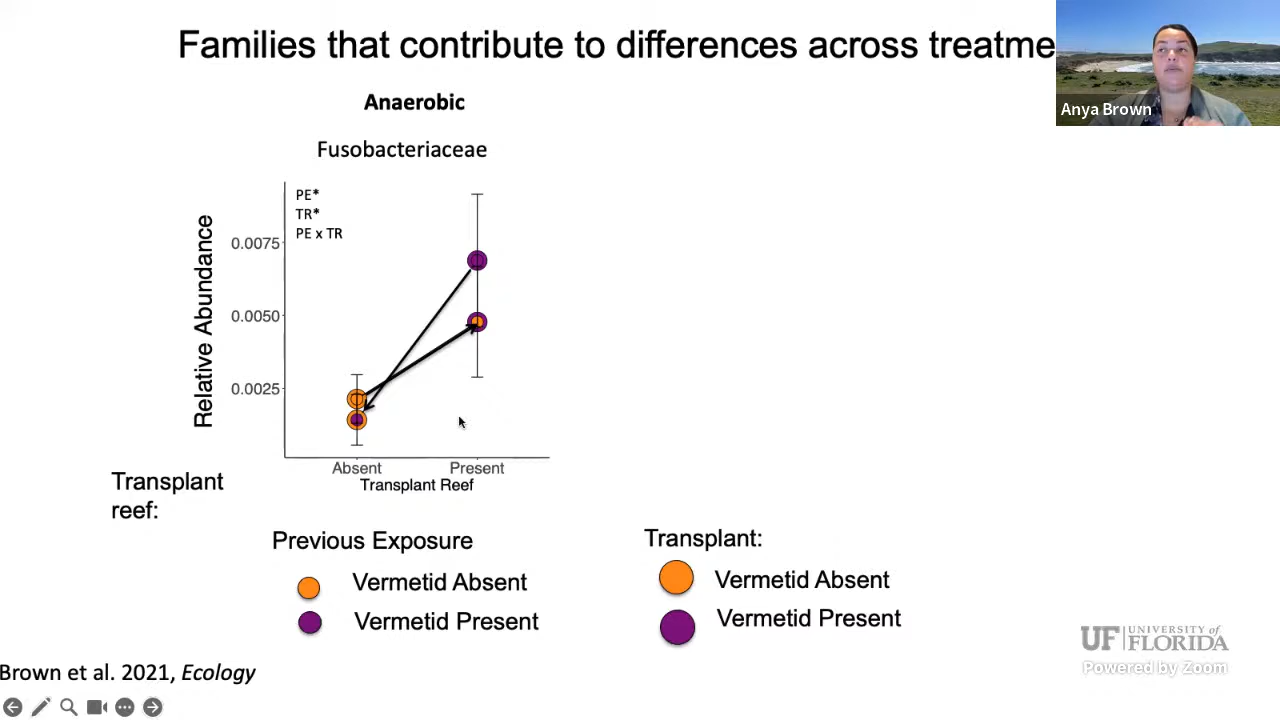 Families that contribute to differences across treatme
Anya Brown
Anaerobic
Fusobacteriaceae
PE*
TR*
PE x TR
Relative Abundance
0.0075
0.0050
0.0025
Absent Present
Transplant Reef
Transplant
reef:
Previous Exposure
Vermetid Absent
Vermetid Present
Transplant:
Vermetid Absent
Vermetid Present
Brown et al. 2021, Ecology
UF UNIVERSITY of
FLORIDA
Powered by Zoom